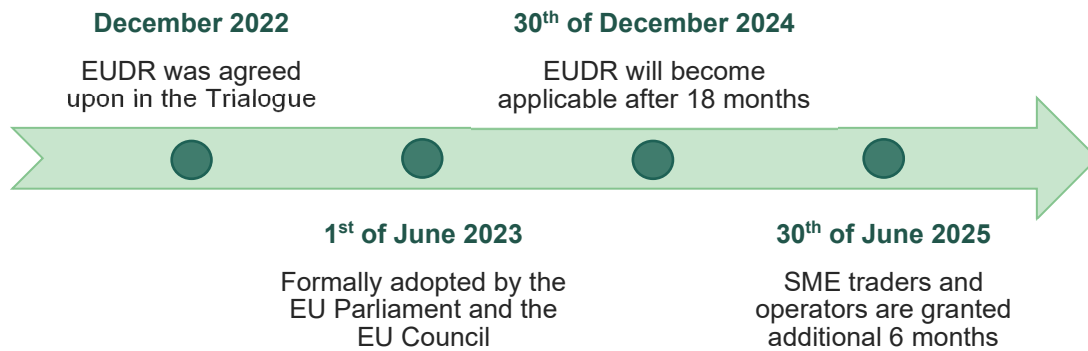 December 2022
EUDR was agreed
upon in the Trialogue
30th of December 2024
EUDR will become
applicable after 18 months
1st of June 2023
Formally adopted by the
EU Parliament and the
EU Council
30th of June 2025
SME traders and
operators are granted
additional 6 months